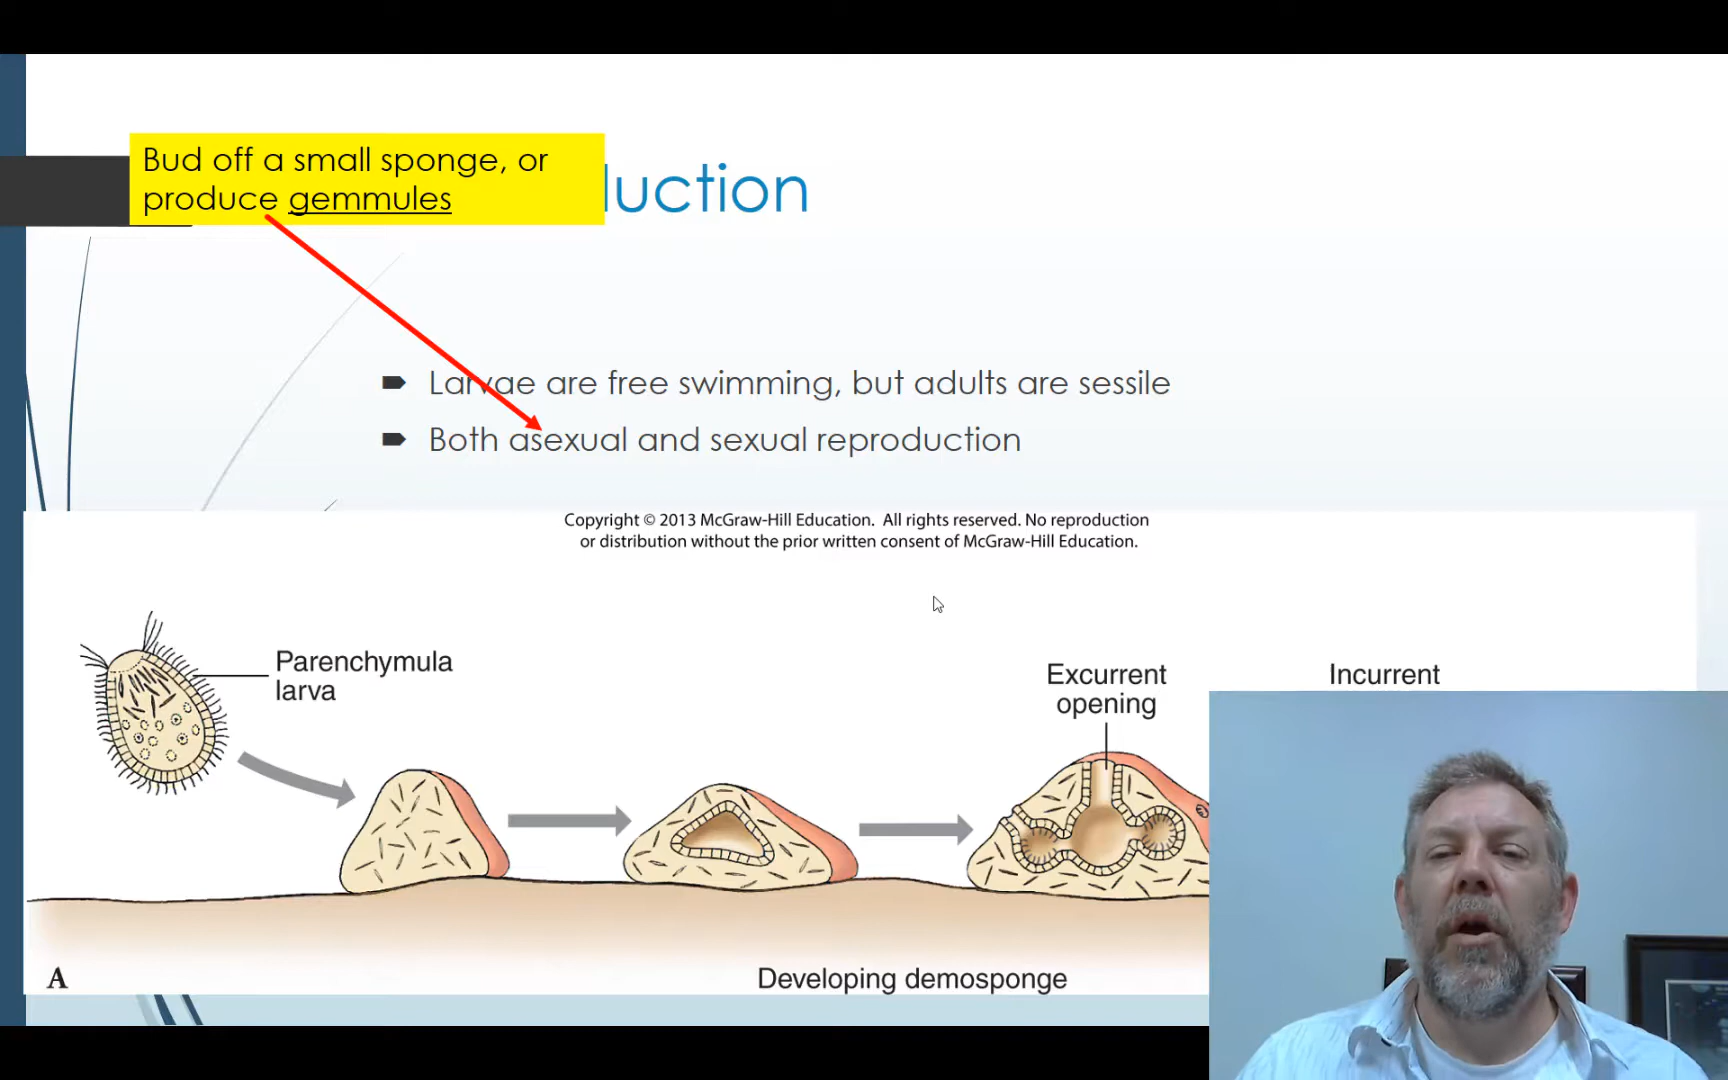 Bud off a small sponge, or
produce gemmules
uction
Larvae are free swimming, but adults are sessile
Both asexual and sexual reproduction
Copyright © 2013 McGraw-Hill Education. All rights reserved. No reproduction
or distribution without the prior written consent of McGraw-Hill Education.
Parenchymula
larva
Excurrent
opening
Incurrent
A
Developing demosponge